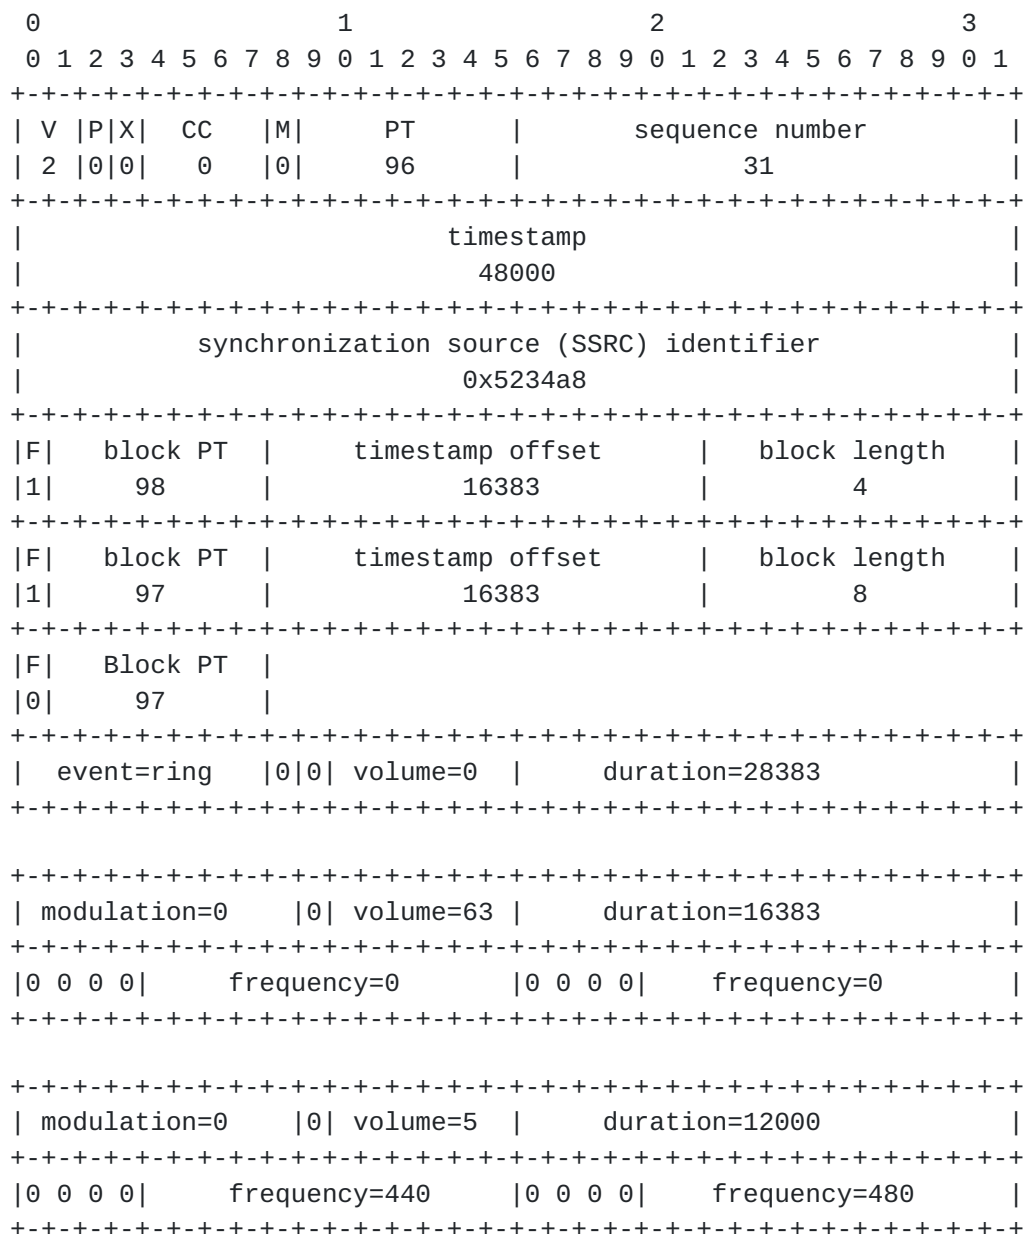 0                   1                   2                   3
 0 1 2 3 4 5 6 7 8 9 0 1 2 3 4 5 6 7 8 9 0 1 2 3 4 5 6 7 8 9 0 1
+-+-+-+-+-+-+-+-+-+-+-+-+-+-+-+-+-+-+-+-+-+-+-+-+-+-+-+-+-+-+-+-+
| V |P|X|  CC   |M|     PT      |       sequence number         |
| 2 |0|0|   0   |0|     96      |              31               |
+-+-+-+-+-+-+-+-+-+-+-+-+-+-+-+-+-+-+-+-+-+-+-+-+-+-+-+-+-+-+-+-+
|                           timestamp                           |
|                             48000                             |
+-+-+-+-+-+-+-+-+-+-+-+-+-+-+-+-+-+-+-+-+-+-+-+-+-+-+-+-+-+-+-+-+
|           synchronization source (SSRC) identifier            |
|                            0x5234a8                           |
+-+-+-+-+-+-+-+-+-+-+-+-+-+-+-+-+-+-+-+-+-+-+-+-+-+-+-+-+-+-+-+-+
|F|   block PT  |     timestamp offset      |   block length    |
|1|     98      |            16383          |         4         |
+-+-+-+-+-+-+-+-+-+-+-+-+-+-+-+-+-+-+-+-+-+-+-+-+-+-+-+-+-+-+-+-+
|F|   block PT  |     timestamp offset      |   block length    |
|1|     97      |            16383          |         8         |
+-+-+-+-+-+-+-+-+-+-+-+-+-+-+-+-+-+-+-+-+-+-+-+-+-+-+-+-+-+-+-+-+
|F|   Block PT  |
|0|     97      |
+-+-+-+-+-+-+-+-+-+-+-+-+-+-+-+-+-+-+-+-+-+-+-+-+-+-+-+-+-+-+-+-+
|  event=ring   |0|0| volume=0  |     duration=28383            |
+-+-+-+-+-+-+-+-+-+-+-+-+-+-+-+-+-+-+-+-+-+-+-+-+-+-+-+-+-+-+-+-+

+-+-+-+-+-+-+-+-+-+-+-+-+-+-+-+-+-+-+-+-+-+-+-+-+-+-+-+-+-+-+-+-+
| modulation=0    |0| volume=63 |     duration=16383            |
+-+-+-+-+-+-+-+-+-+-+-+-+-+-+-+-+-+-+-+-+-+-+-+-+-+-+-+-+-+-+-+-+
|0 0 0 0|     frequency=0       |0 0 0 0|    frequency=0        |
+-+-+-+-+-+-+-+-+-+-+-+-+-+-+-+-+-+-+-+-+-+-+-+-+-+-+-+-+-+-+-+-+

+-+-+-+-+-+-+-+-+-+-+-+-+-+-+-+-+-+-+-+-+-+-+-+-+-+-+-+-+-+-+-+-+
| modulation=0    |0| volume=5  |     duration=12000            |
+-+-+-+-+-+-+-+-+-+-+-+-+-+-+-+-+-+-+-+-+-+-+-+-+-+-+-+-+-+-+-+-+
|0 0 0 0|     frequency=440     |0 0 0 0|    frequency=480      |
+-+-+-+-+-+-+-+-+-+-+-+-+-+-+-+-+-+-+-+-+-+-+-+-+-+-+-+-+-+-+-+-+